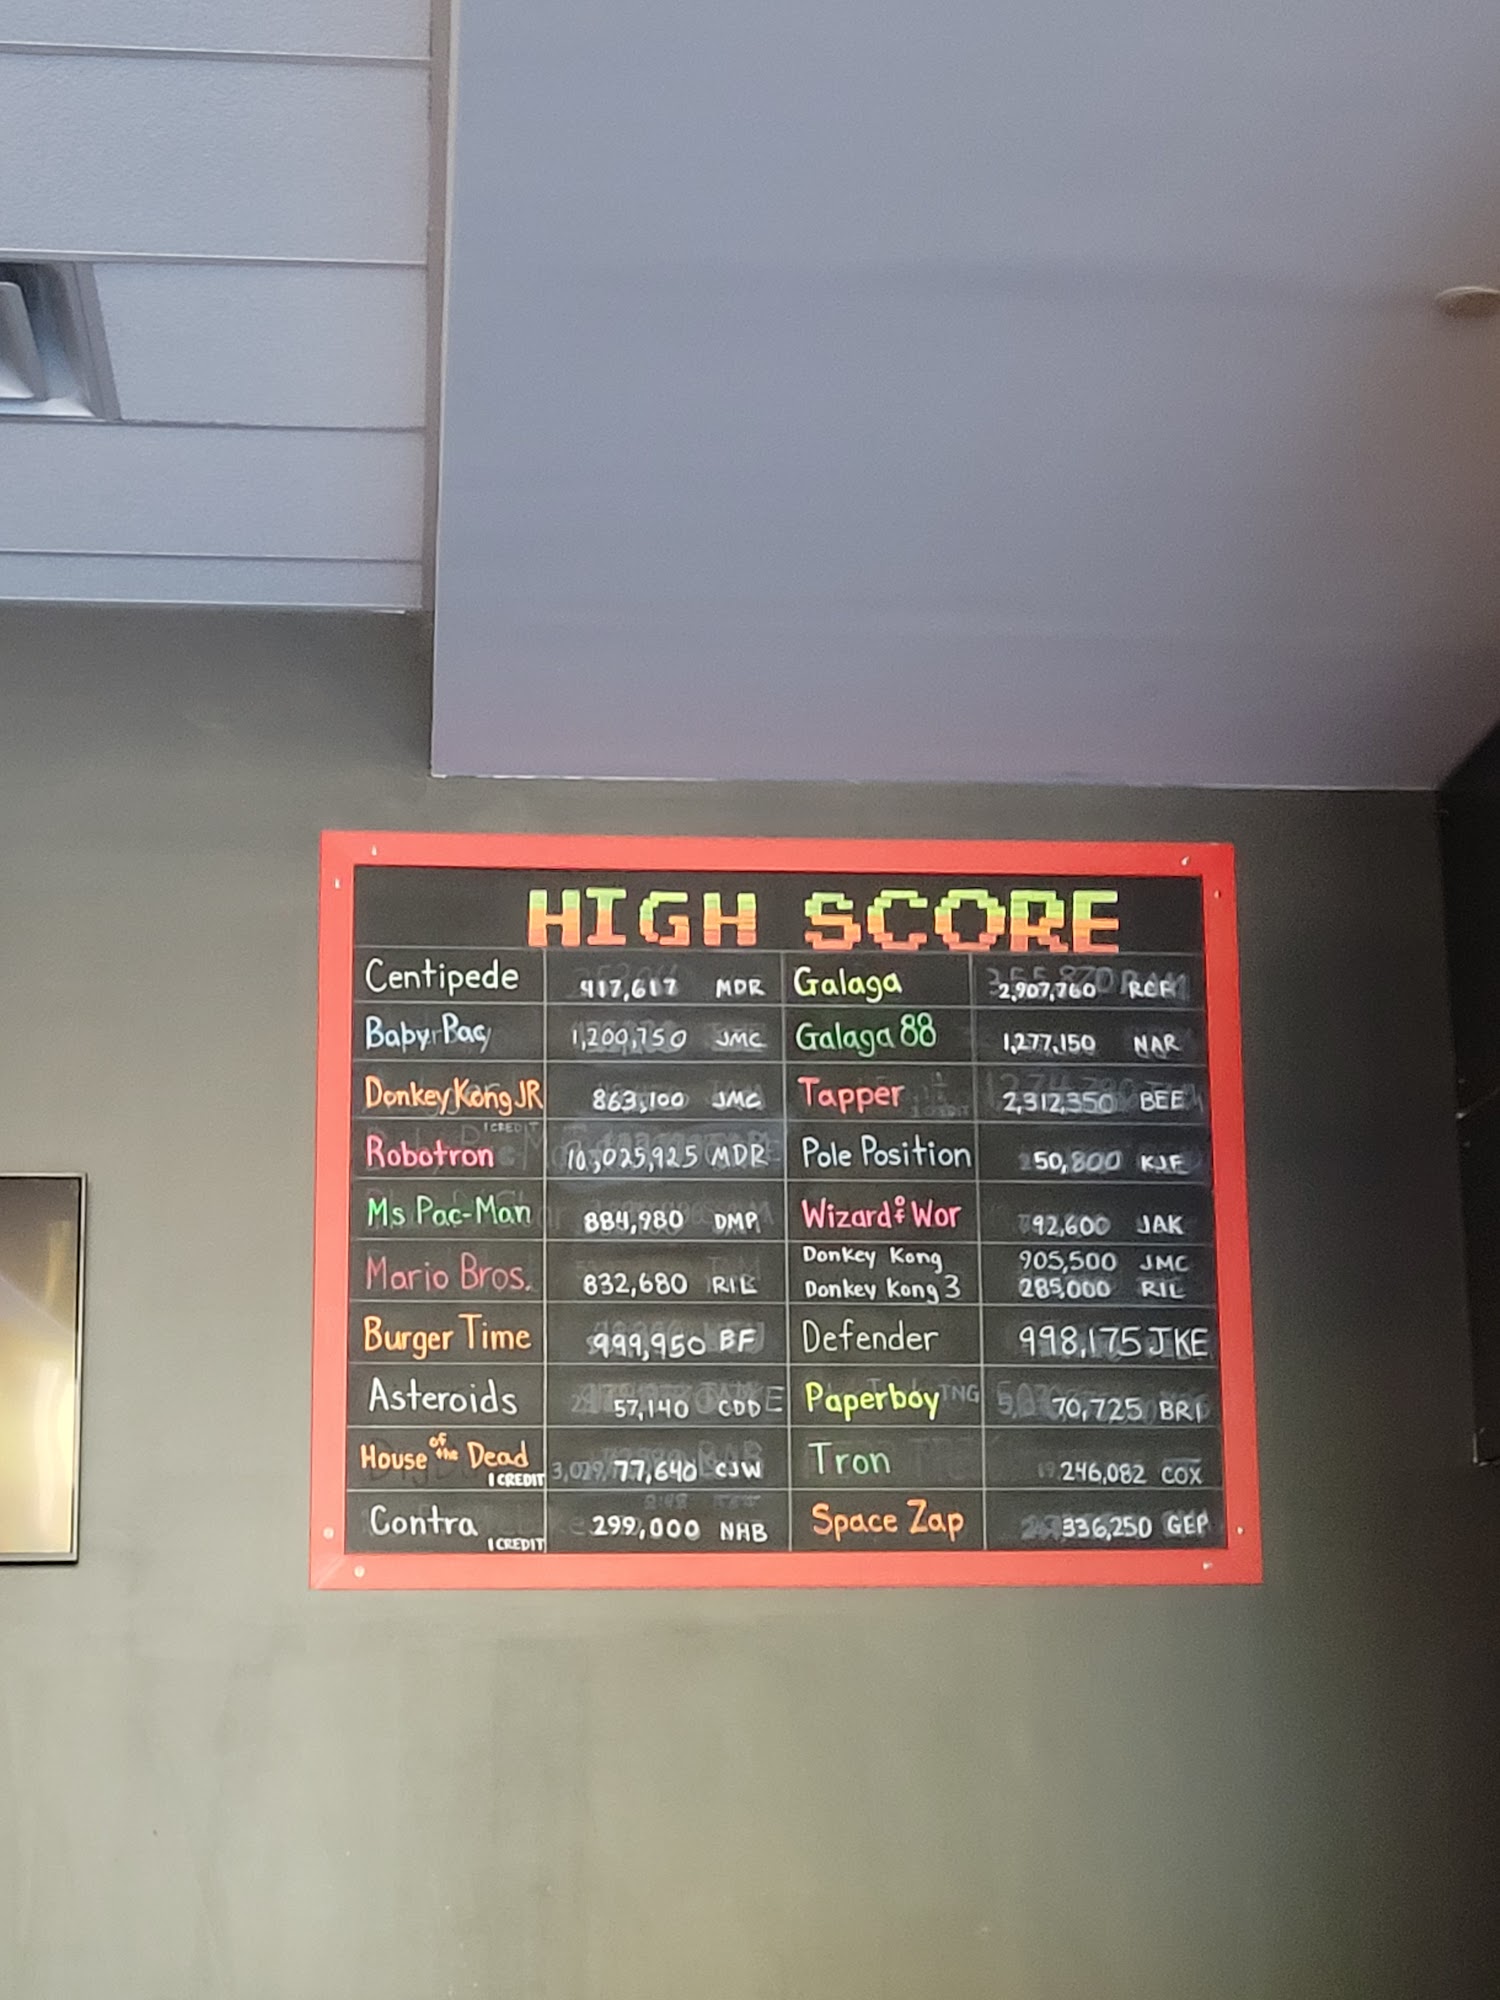 HIGH SCORE
Centipede 417,617 MDR Galaga 2,907,760 RCF
Baby Pac 1,200,750 JMC Galaga 88 1,277,150 NAR
Donkey Kong JR 863,100 JMC Tapper 2,312,350 BEE
1 CREDIT
Robotron 10,025,925 MDR Pole Position 50,800 KJF
Ms Pac-Man 884,980 DMP Wizard of Wor 92,600 JAK
Mario Bros. 832,680 RIL Donkey Kong 905,500 JMC
Donkey Kong 3 285,000 RIL
Burger Time 999,950 BF Defender 998,175 JKE
Asteroids 57,140 CDD Paperboy 70,725 BRI
House of the Dead 1 CREDIT 77,640 CJW Tron 246,082 COX
Contra 1 CREDIT 299,000 NHB Space Zap 336,250 GEP